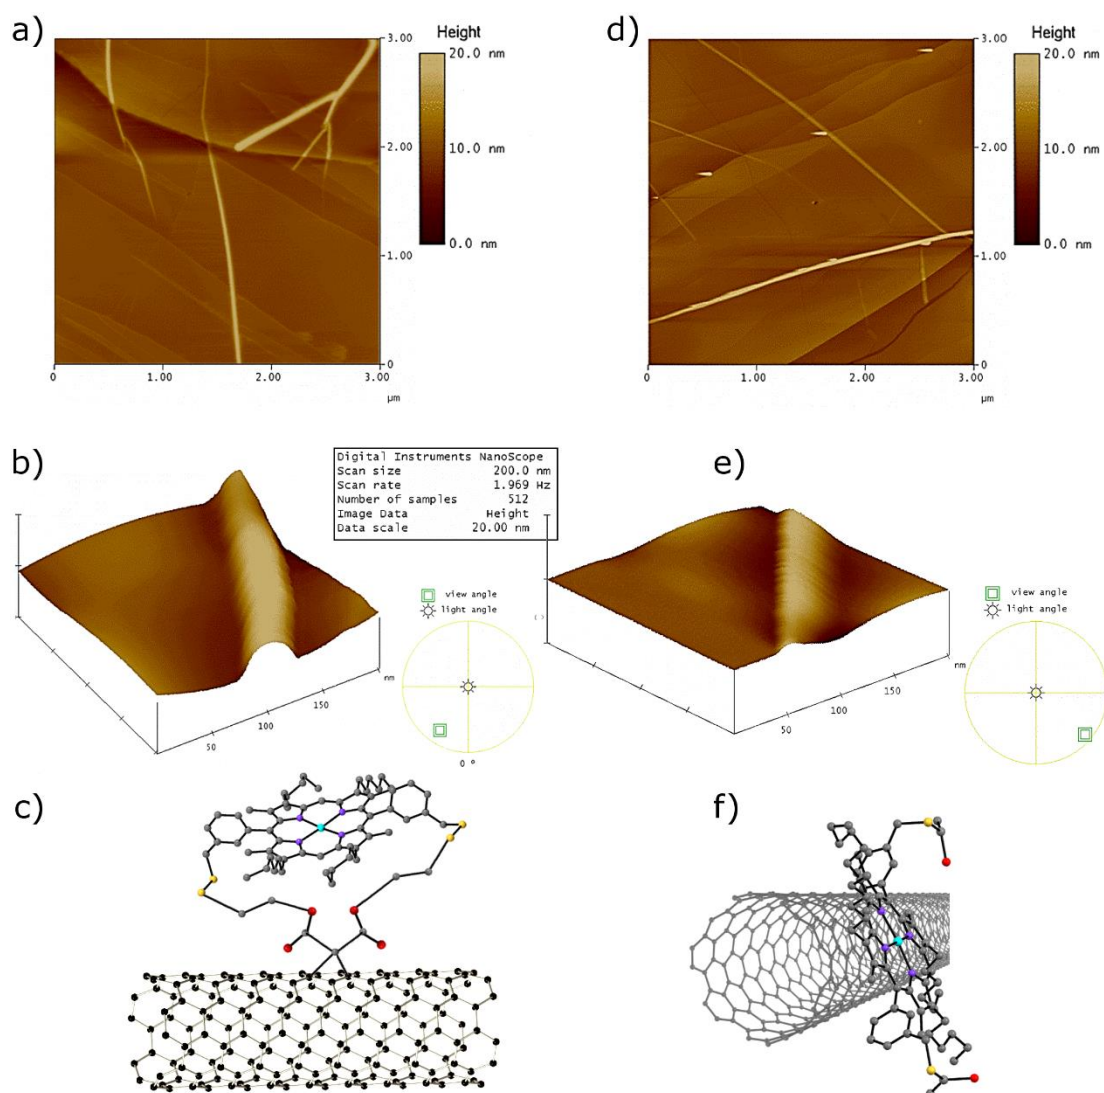 a)
Height
3.00
20.0 nm
2.00
10.0 nm
1.00
0.0 nm
0
0
1.00
2.00
3.00
µm
d)
Height
3.00
20.0 nm
2.00
10.0 nm
1.00
0.0 nm
0
0
1.00
2.00
3.00
µm
b)
Digital Instruments NanoScope
Scan size 200.0 nm
Scan rate 1.969 Hz
Number of samples 512
Image Data Height
Data scale 20.00 nm
view angle
light angle
nm
150
100
50
0 º
e)
view angle
light angle
nm
150
100
50
c)
f)